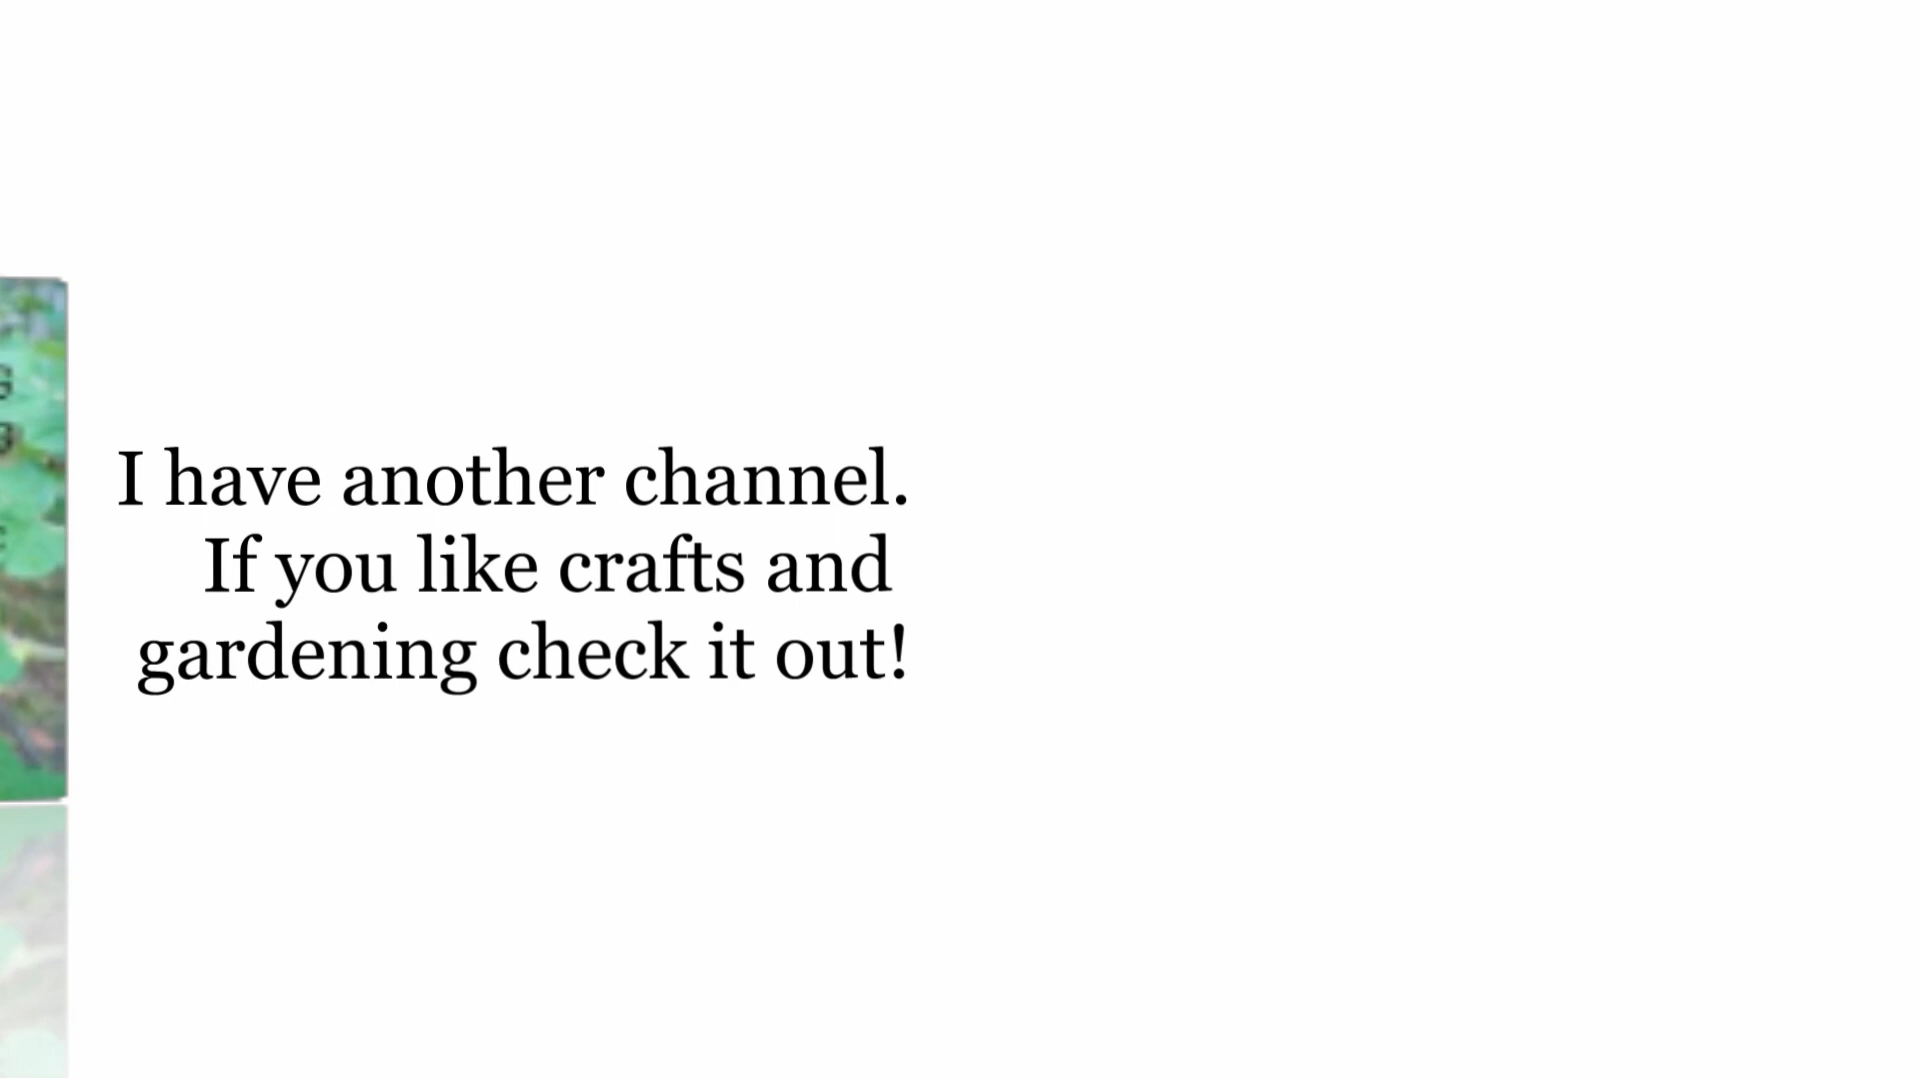 I have another channel.
If you like crafts and
gardening check it out!